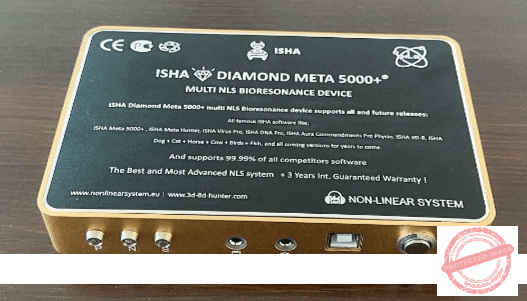 CE
ISHA
ISHA DIAMOND META 5000+®
MULTI NLS BIORESONANCE DEVICE
ISHA Diamond Meta 5000+ multi NLS Bioresonance device supports all and future releases:
All famous ISHA software like:
ISHA Meta 5000+, ISHA Meta Hunter, ISHA Virus Pro, ISHA DNA Pro, ISHA Aura Commendments Pro Physio, ISHA
Dog + Cat + Horse + Cow + Birds + Fish, and all coming versions for years to come.
And supports 99.99% of all competitors software
The Best and Most Advanced NLS system + 3 Years Int. Guaranteed Warranty !
www.nonlinearsystem.eu | www.3d-8d-hunter.com
NON-LINEAR SYSTEM
PROTECTED IMAGE